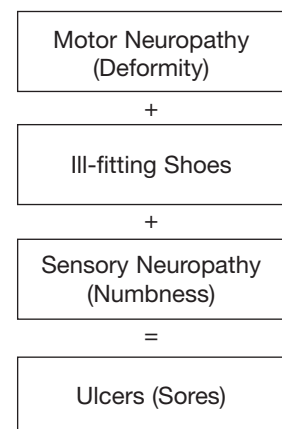 Motor Neuropathy
(Deformity)
+
Ill-fitting Shoes
+
Sensory Neuropathy
(Numbness)
=
Ulcers (Sores)